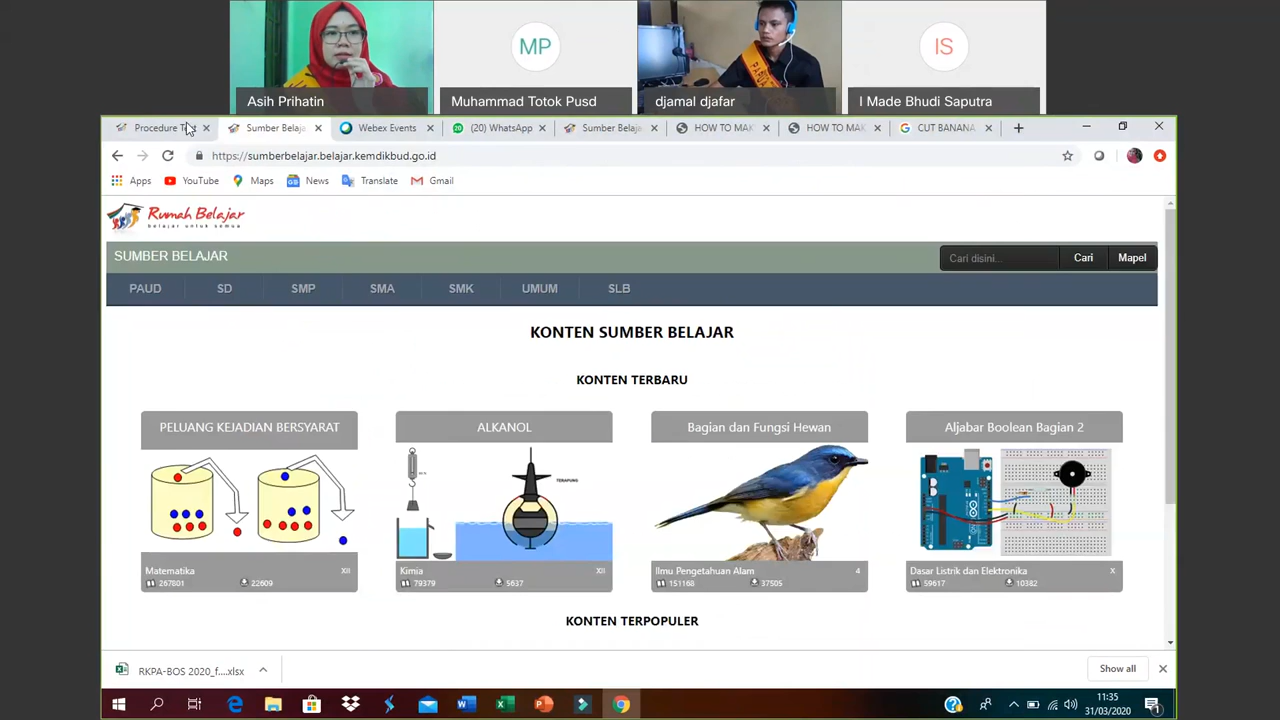 MP
IS
Asih Prihatin
Muhammad Totok Pusd
djamal djafar
I Made Bhudi Saputra
Procedure T
Sumber Belaja
Webex Events
(20) WhatsApp
Sumber Belaja
HOW TO MAK
HOW TO MAK
CUT BANANA
https://sumberbelajar.belajar.kemdikbud.go.id
Apps
YouTube
Maps
News
Translate
Gmail
Rumah Belajar
belajar untuk semua
SUMBER BELAJAR
Cari disini...
Cari
Mapel
PAUD
SD
SMP
SMA
SMK
UMUM
SLB
KONTEN SUMBER BELAJAR
KONTEN TERBARU
PELUANG KEJADIAN BERSYARAT
ALKANOL
Bagian dan Fungsi Hewan
Aljabar Boolean Bagian 2
TERAPUNG
Matematika XII
267801 22609
Kimia XII
79379 5637
Ilmu Pengetahuan Alam 4
151168 37505
Dasar Listrik dan Elektronika X
59617 10382
KONTEN TERPOPULER
RKPA-BOS 2020_f....xlsx
Show all
11:35
31/03/2020